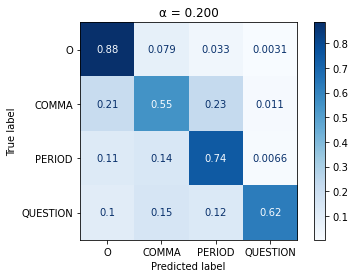 α = 0.200
O 0.88 0.079 0.033 0.0031
COMMA 0.21 0.55 0.23 0.011
PERIOD 0.11 0.14 0.74 0.0066
QUESTION 0.1 0.15 0.12 0.62
O COMMA PERIOD QUESTION
Predicted label
True label
0.8
0.7
0.6
0.5
0.4
0.3
0.2
0.1